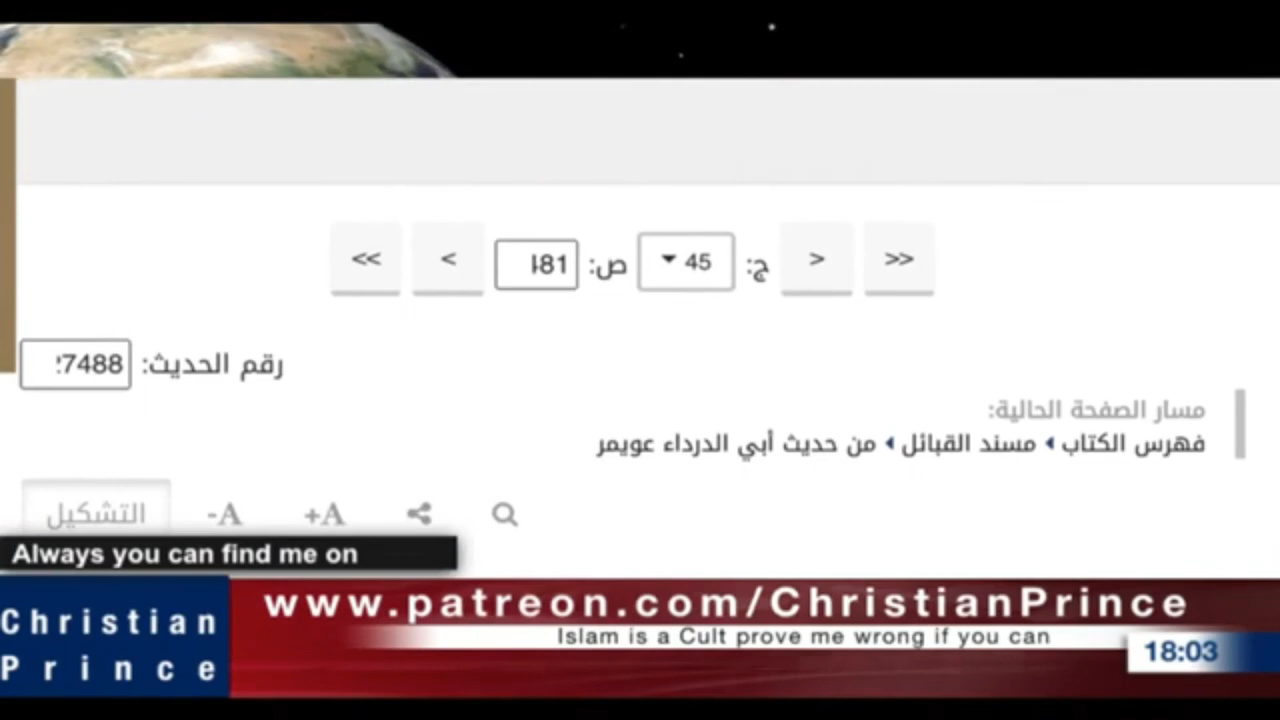 << < ج: 45 ص: 481 > >>
رقم الحديث: 27488
مسار الصفحة الحالية:
فهرس الكتاب مسند القبائل من حديث أبي الدرداء عويمر
التشكيل -A +A
Always you can find me on
Christian Prince
www.patreon.com/ChristianPrince
Islam is a Cult prove me wrong if you can
18:03